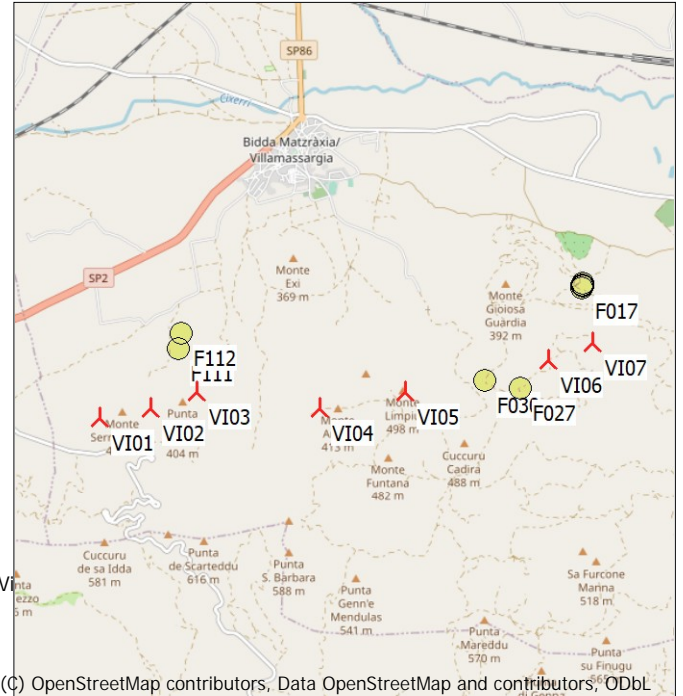 SP86
Cixerri
Bidda Matzràxia/
Villamassargia
Monte
Exi
369 m
SP2
Monte
Gioiosa
Guardia
392 m
F017
F112
F111
VI07
VI06
F027
Monte
VI01
VI02
Punta
404 m
VI03
VI04
413 m
Monte
498 m
VI05
Cuccuru
Cadira
488 m
Monte
Funtana
482 m
Cuccuru
de sa Idda
581 m
Punta
de Scarteddu
616 m
Punta
S. Bàrbara
588 m
Punta
Genn'e
Mendulas
541 m
Sa Furcone
Manna
518 m
Punta
Mareddu
570 m
Punta
su Finugu
(C) OpenStreetMap contributors, Data OpenStreetMap and contributors, ODbL